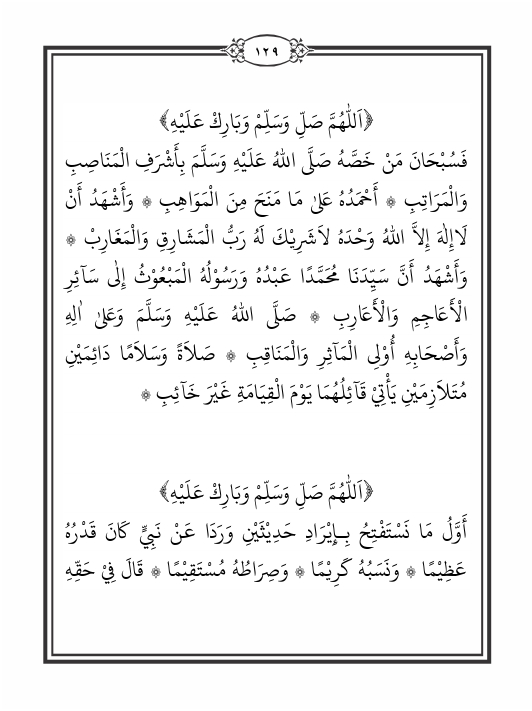 ١٢٩
﴿اَللّٰهُمَّ صَلِّ وَسَلِّمْ وَبَارِكْ عَلَيْهِ﴾
فَسُبْحَانَ مَنْ خَصَّهُ صَلَّى اللهُ عَلَيْهِ وَسَلَّمَ بِأَشْرَفِ الْمَنَاصِبِ
وَالْمَرَاتِبِ ۞ أَحْمَدُهُ عَلىٰ مَا مَنَحَ مِنَ الْمَوَاهِبِ ۞ وَأَشْهَدُ أَنْ
لَاإِلٰهَ إِلاَّ اللهُ وَحْدَهُ لاَشَرِيْكَ لَهُ رَبُّ الْمَشَارِقِ وَالْمَغَارِبْ ۞
وَأَشْهَدُ أَنَّ سَيِّدَنَا مُحَمَّدًا عَبْدُهُ وَرَسُوْلُهُ الْمَبْعُوْثُ إِلٰى سَآئِرِ
الْأَعَاجِمِ وَالْأَعَارِبِ ۞ صَلَّى اللهُ عَلَيْهِ وَسَلَّمَ وَعَلىٰ اٰلِهِ
وَأَصْحَابِهِ أُوْلِى الْمَآثِرِ وَالْمَنَاقِبِ ۞ صَلاَةً وَسَلاَمًا دَائِمَيْنِ
مُتَلاَزِمَيْنِ يَأْتِيْ قَآئِلُهُمَا يَوْمَ الْقِيَامَةِ غَيْرَ خَآئِبِ ۞
﴿اَللّٰهُمَّ صَلِّ وَسَلِّمْ وَبَارِكْ عَلَيْهِ﴾
أَوَّلُ مَا نَسْتَفْتِحُ بِـإِيْرَادِ حَدِيْثَيْنِ وَرَدَا عَنْ نَبِيٍّ كَانَ قَدْرُهُ
عَظِيْمًا ۞ وَنَسَبُهُ كَرِيْمًا ۞ وَصِرَاطُهُ مُسْتَقِيْمًا ۞ قَالَ فِيْ حَقِّهِ